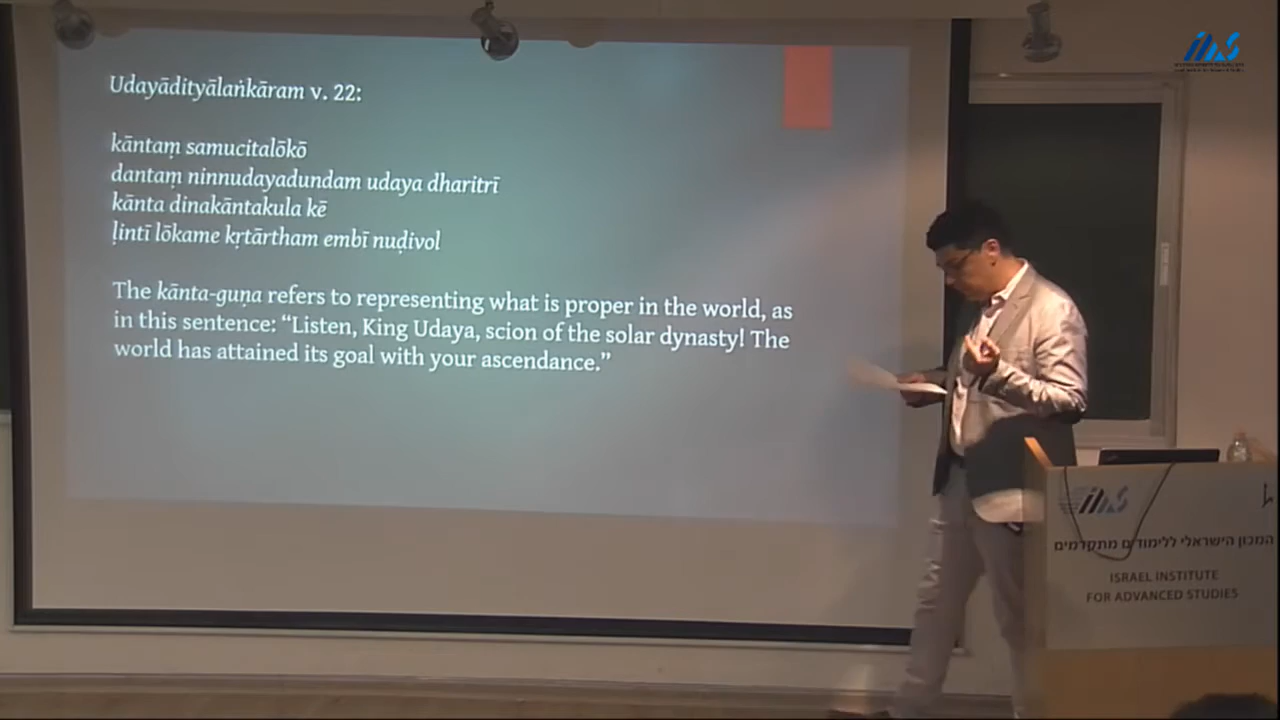 Udayādityālaṅkāram v. 22:
kāntaṃ samucitalōkō
dantaṃ ninnudayadundam udaya dharitrī
kānta dinakāntakula kē
ḷintī lōkame kṛtārtham embī nuḍivol
The kānta-guṇa refers to representing what is proper in the world, as
in this sentence: “Listen, King Udaya, scion of the solar dynasty! The
world has attained its goal with your ascendance.”
המכון הישראלי ללימודים מתקדמים
ISRAEL INSTITUTE
FOR ADVANCED STUDIES